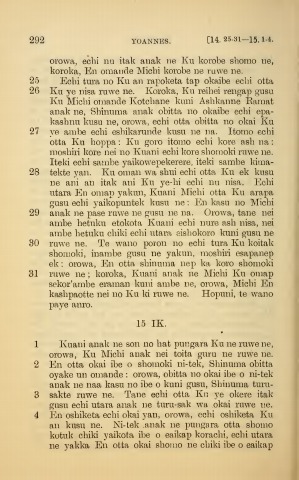 292 YOANNES. [14. 25-31—15. 1-4.
orowa, echi nu itak anak ne Ku korobe shomo ne,
koroka, En omande Michi korobe ne ruwe ne.
25 Echi tura no Ku an rapoketa tap okaibe echi otta
26 Ku ye nisa ruwe ne. Koroka, Ku reihei rengap gusu
Ku Michi omande Kotchane kuni Ashkanne Ramat
anak ne, Shinuma anak obitta no okaibe echi epa-
kashnu kusu ne, orowa, echi otta obitta no okai Ku
27 ye ambe echi eshikarunde kusu ne na. Itomo echi
otta Ku hoppa: Ku goro itomo echi kore ash na:
moshiri kore nei no Kuani echi kore shomoki ruwe ne.
Iteki echi sambe yaikowepekerere, iteki sambe kima-
28 tekte yan. Ku oman wa shui echi otta Ku ek kusu
ne ani an itak ani Ku ye-hi echi nu nisa. Echi
utara En omap yakun, Kuani Michi otta Ku arapa
gusu echi yaikopuntek kusu ne: En kasu no Michi
29 anak ne pase ruwe ne gusu ne na. Orowa, tane nei
ambe hetuku etokota Kuani echi nure ash nisa, nei
ambe hetuku chiki echi utara eishokoro kuni gusu ne
30 ruwe ne. Te wano poron no echi tura Ku koitak
shomoki, inambe gusu ne yakun, moshiri esapanep
ek: orowa, En otta shinuma nep ka koro shomoki
31 ruwe ne; koroka, Kuani anak ne Michi Ku omap
sekor'ambe eraman kuni ambe ne, orowa, Michi En
kashpaotte nei no Ku ki ruwe ne. Hopuni, te wano
paye anro.
15 IK.
1 Kuani anak ne son no hat pungara Ku ne ruwe ne,
orowa, Ku Michi anak nei toita guru ne ruwe ne.
2 En otta okai ibe o shomoki ni-tek, Shinuma obitta
oyake un omande: orowa, obitta no okai ibe o ni-tek
anak ne naa kasu no ibe o kuni gusu, Shinuma turu-
3 sakte ruwe ne. Tane echi otta Ku ye okere itak
gusu echi utara anak ne turu-sak wa okai ruwe ne.
4 En oshiketa echi okai yan, orowa, echi oshiketa Ku
an kusu ne. Ni-tek anak ne pungara otta shomo
kotuk chiki yaikota ibe o eaikap korachi, echi utara
ne yakka En otta okai shomo ne chiki ibe o eaikap